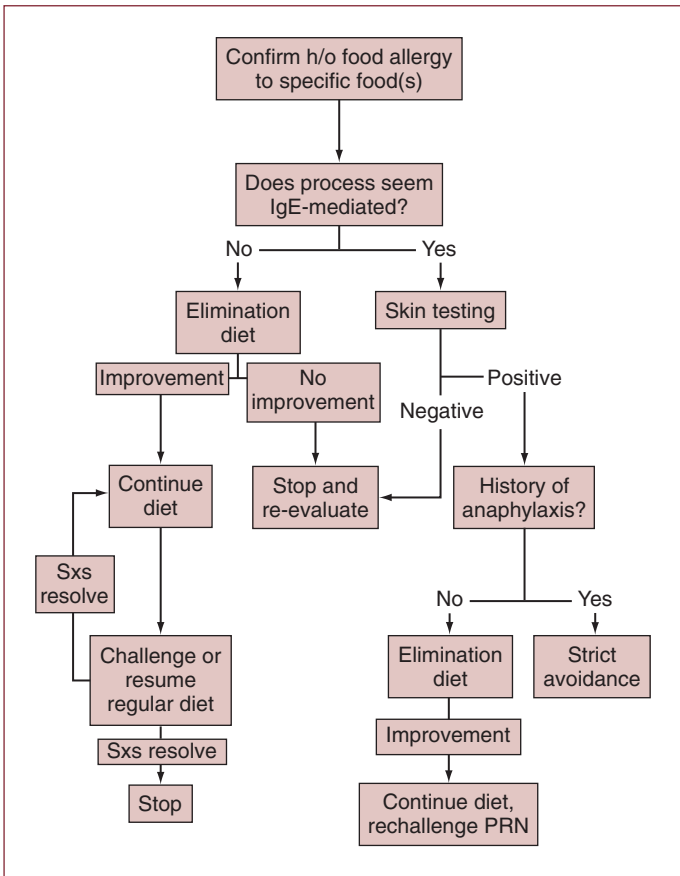 Confirm h/o food allergy
to specific food(s)
Does process seem
IgE-mediated?
No
Yes
Elimination
diet
Skin testing
Improvement
No
improvement
Positive
Negative
Continue
diet
Stop and
re-evaluate
History of
anaphylaxis?
Sxs
resolve
No
Yes
Challenge or
resume
regular diet
Elimination
diet
Strict
avoidance
Sxs resolve
Improvement
Stop
Continue diet,
rechallenge PRN